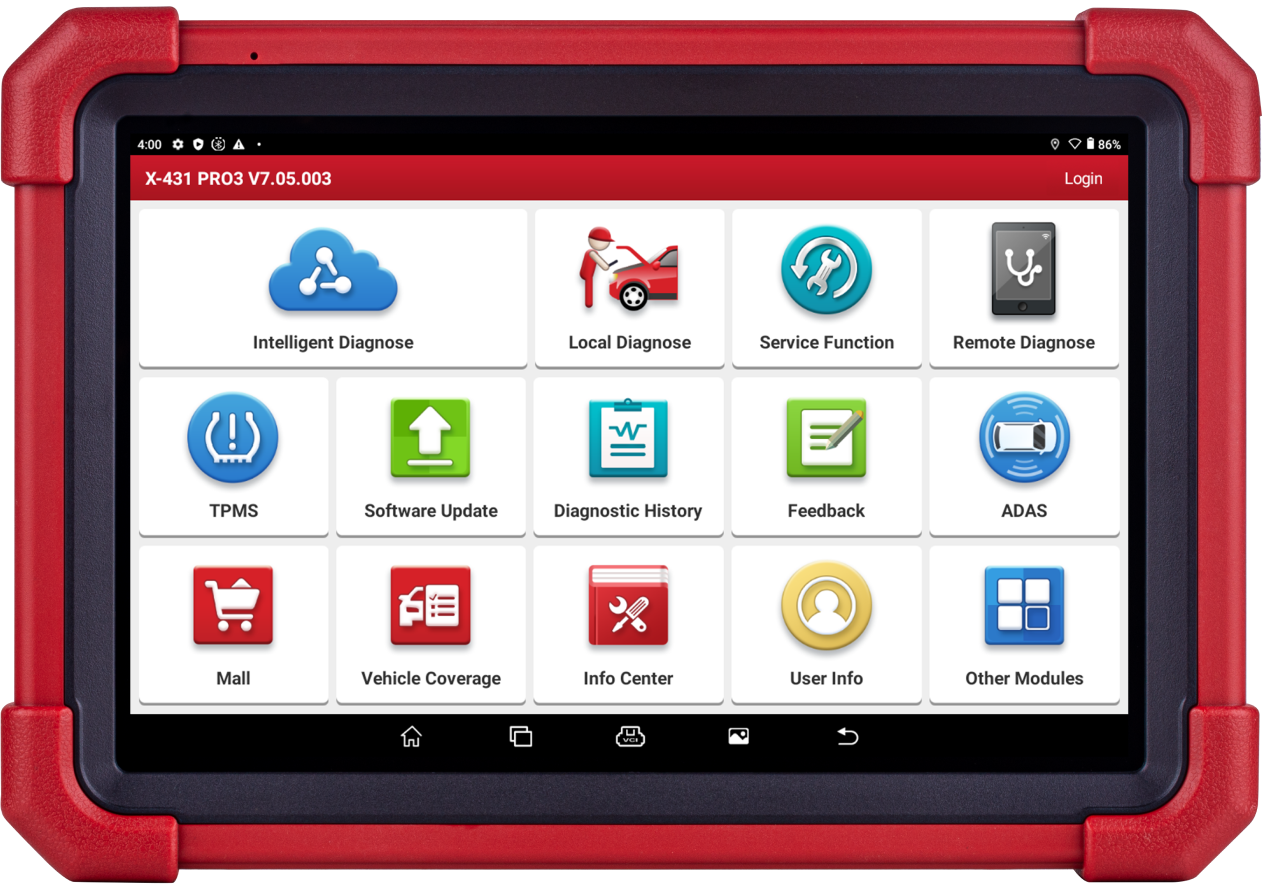 4:00
86%
X-431 PRO3 V7.05.003
Login
Intelligent Diagnose
Local Diagnose
Service Function
Remote Diagnose
TPMS
Software Update
Diagnostic History
Feedback
ADAS
Mall
Vehicle Coverage
Info Center
User Info
Other Modules
VCI